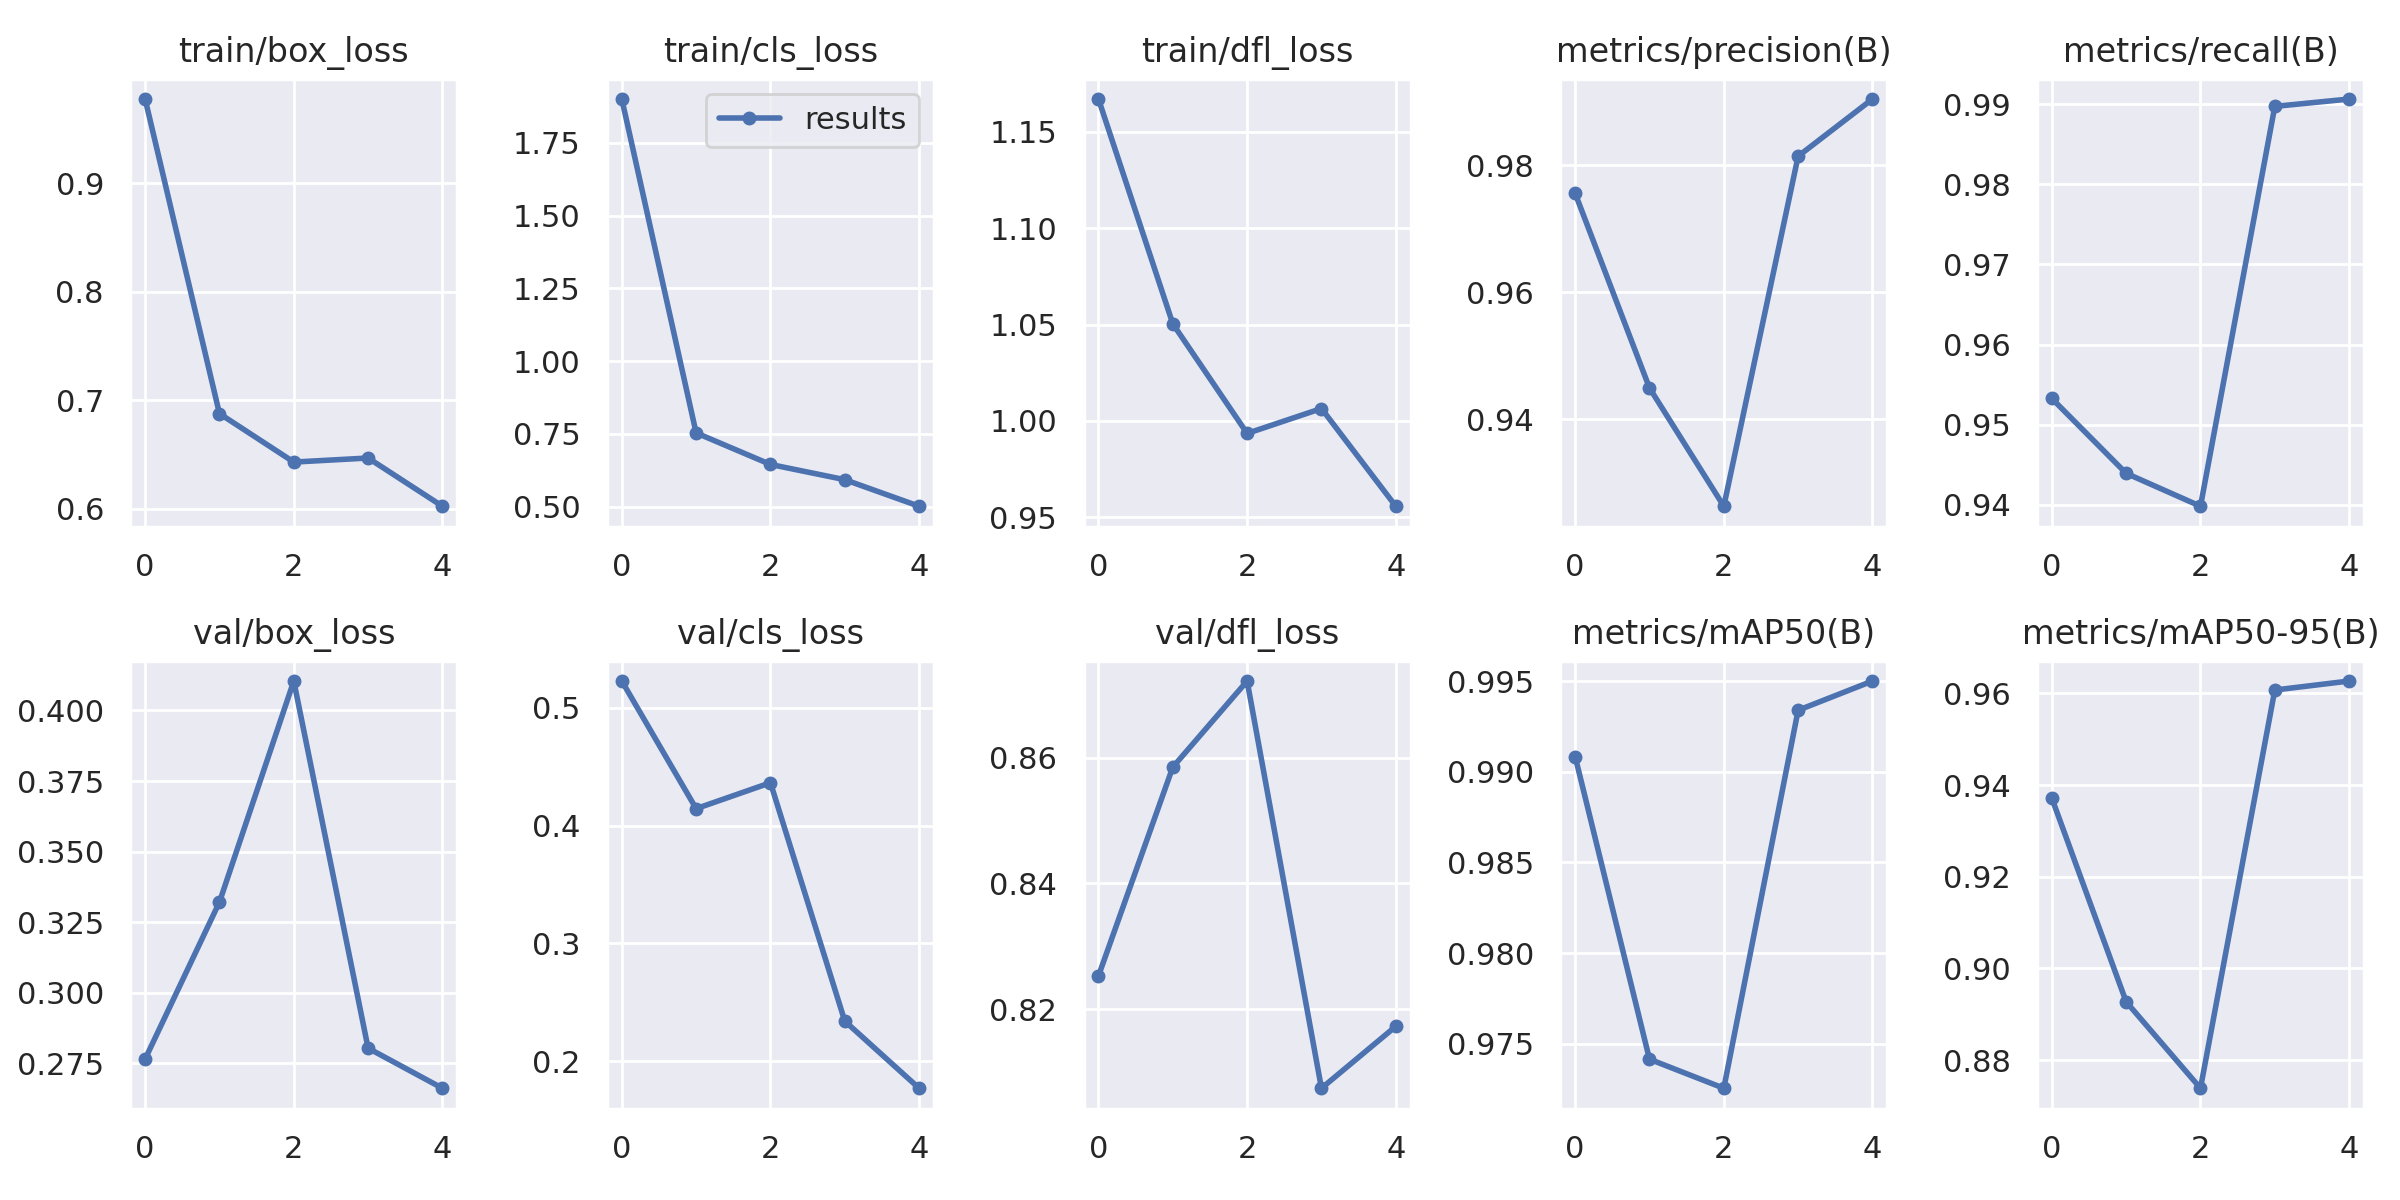 train/box_loss
0.9
0.8
0.7
0.6
0 2 4
train/cls_loss
results
1.75
1.50
1.25
1.00
0.75
0.50
0 2 4
train/dfl_loss
1.15
1.10
1.05
1.00
0.95
0 2 4
metrics/precision(B)
0.98
0.96
0.94
0 2 4
metrics/recall(B)
0.99
0.98
0.97
0.96
0.95
0.94
0 2 4
val/box_loss
0.400
0.375
0.350
0.325
0.300
0.275
0 2 4
val/cls_loss
0.5
0.4
0.3
0.2
0 2 4
val/dfl_loss
0.86
0.84
0.82
0 2 4
metrics/mAP50(B)
0.995
0.990
0.985
0.980
0.975
0 2 4
metrics/mAP50-95(B)
0.96
0.94
0.92
0.90
0.88
0 2 4